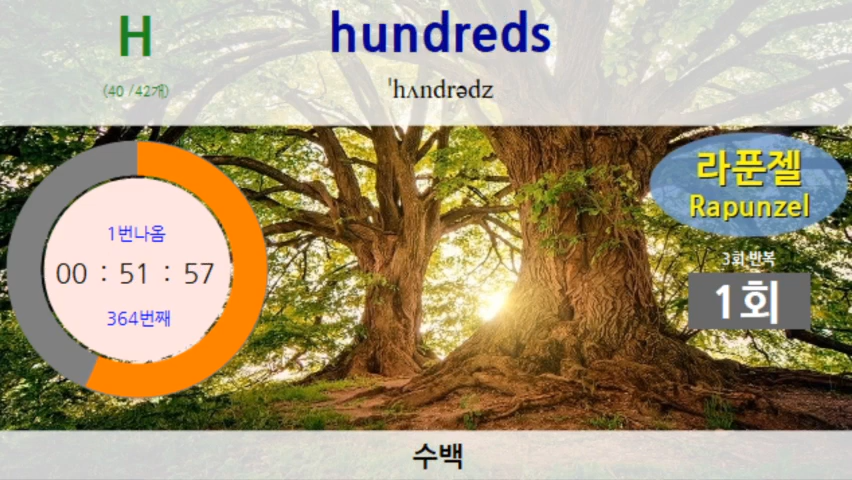 H
(40 /42개)
hundreds
ˈhʌndrədz
1번나옴
00 : 51 : 57
364번째
라푼젤
Rapunzel
3회 반복
1회
수백